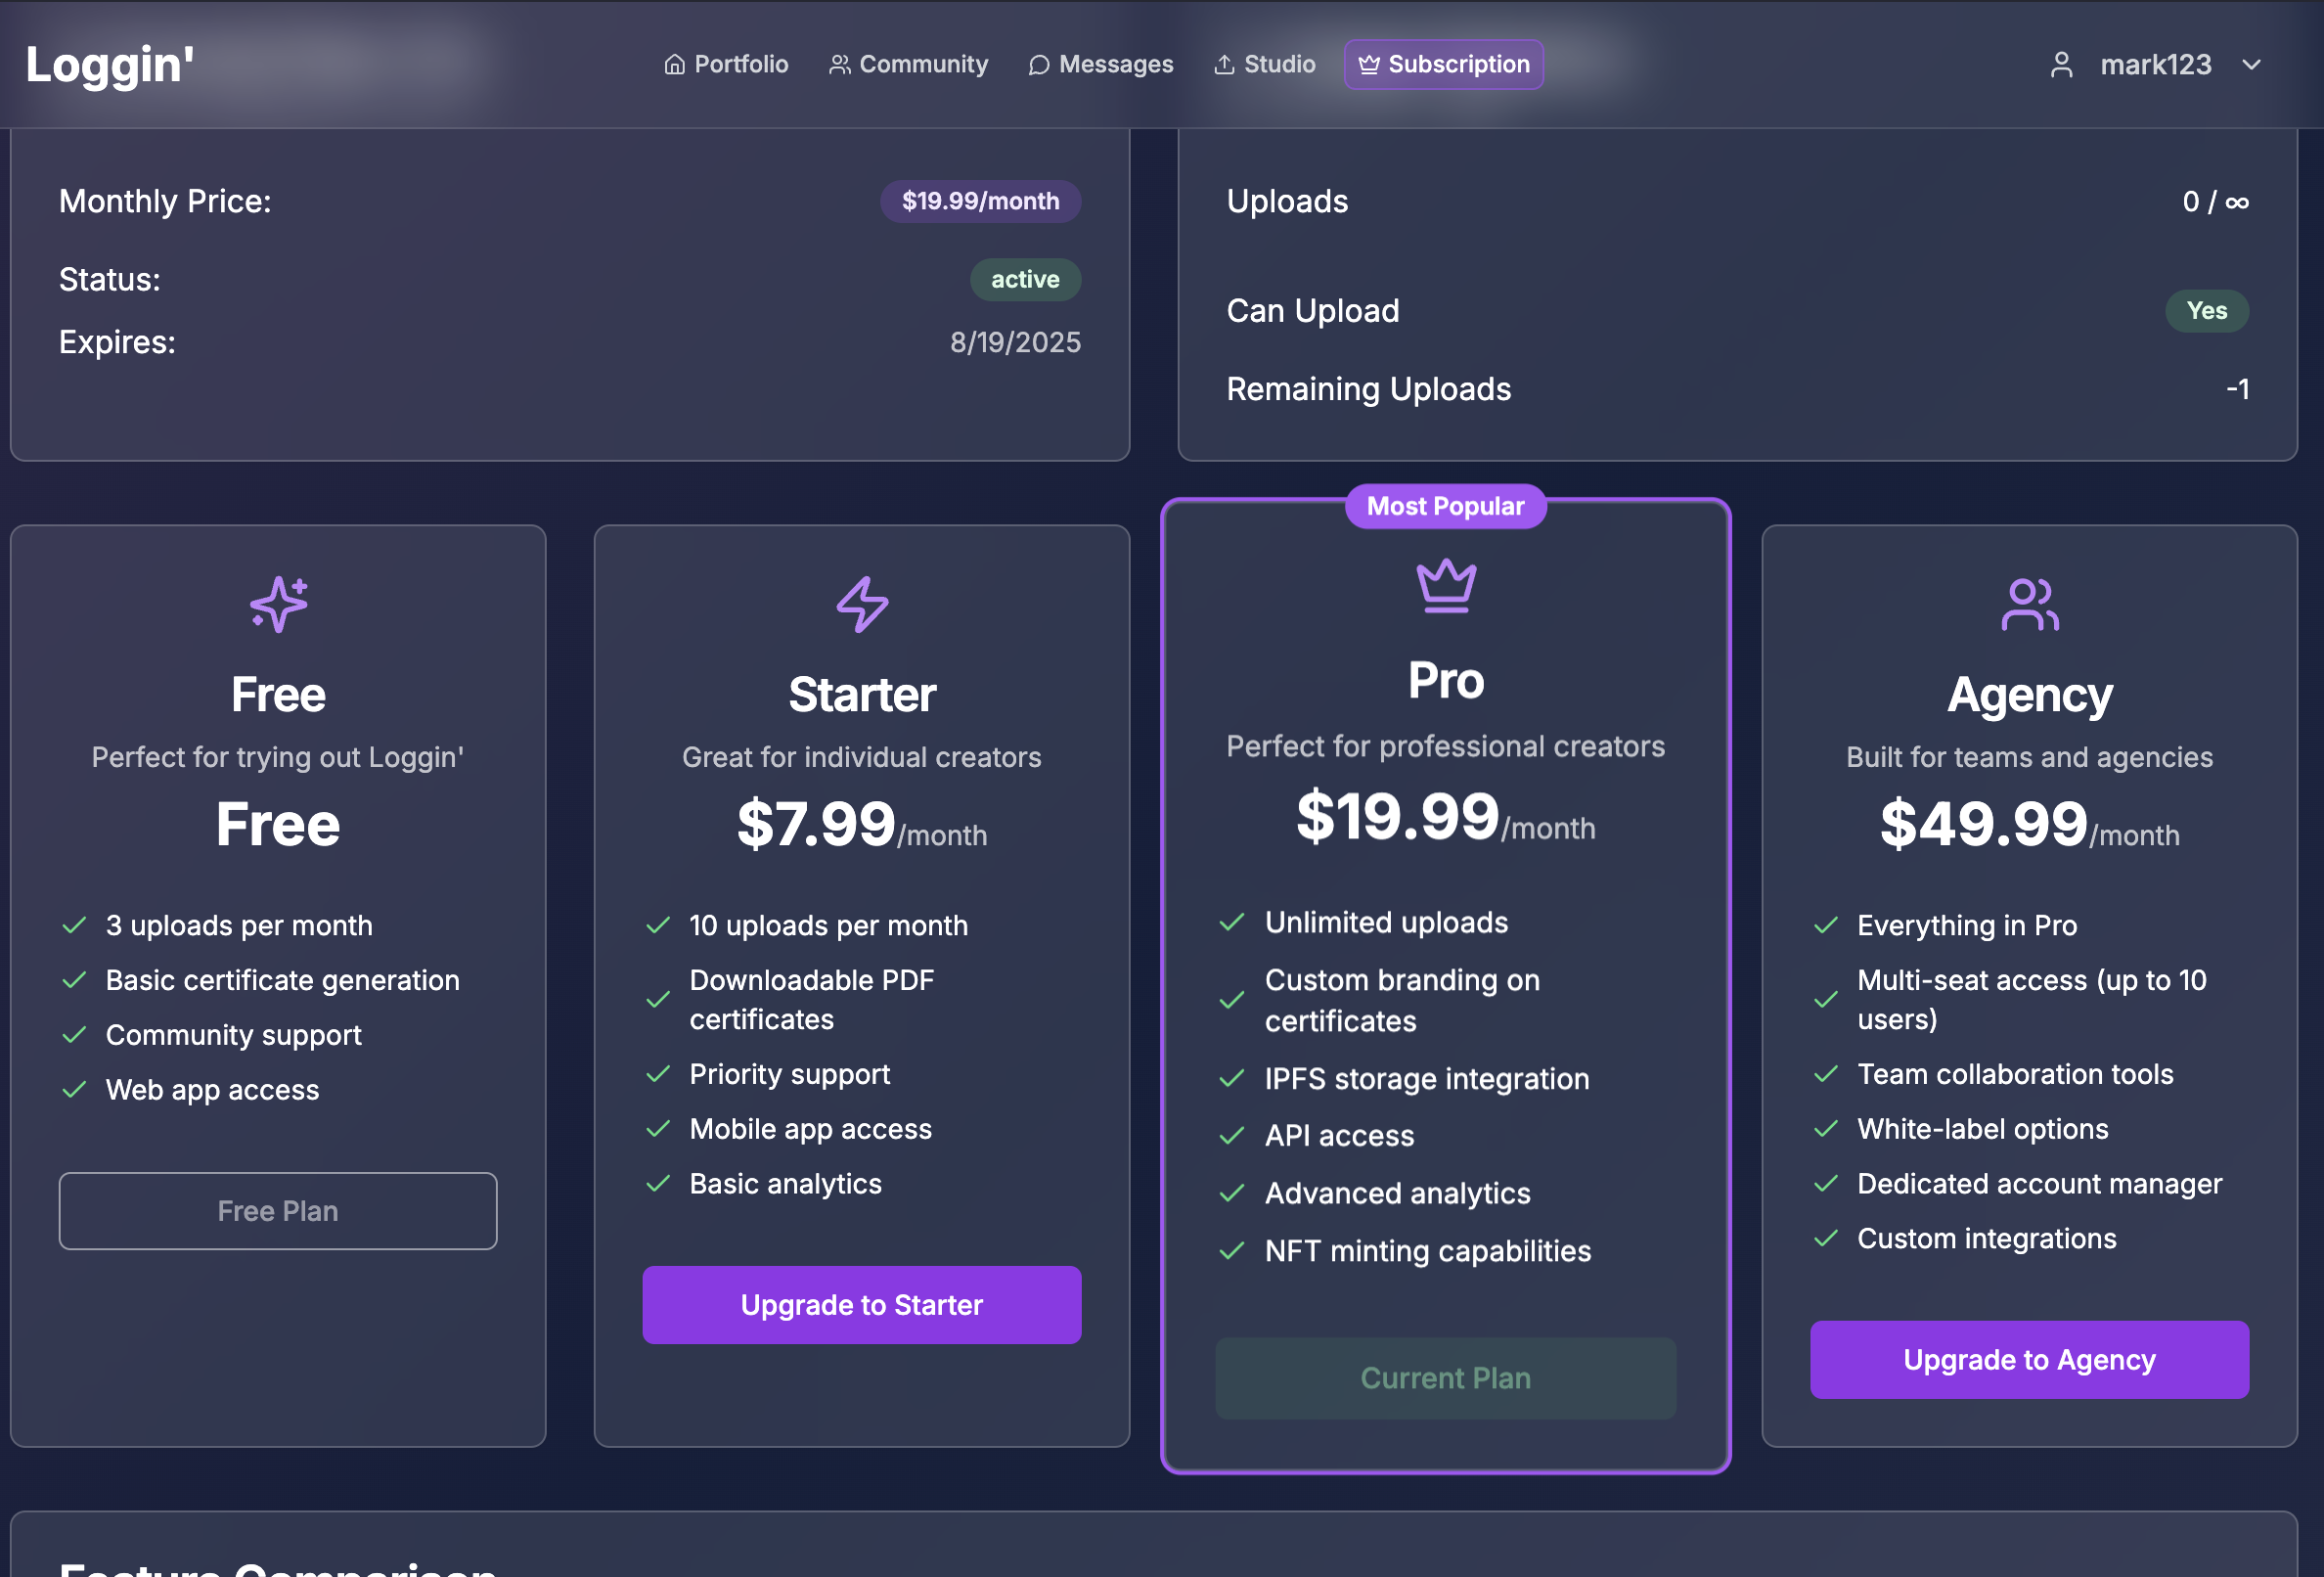 Loggin'
Portfolio
Community
Messages
Studio
Subscription
mark123
Monthly Price:
$19.99/month
Status:
active
Expires:
8/19/2025
Uploads
0 / ∞
Can Upload
Yes
Remaining Uploads
-1
Free
Perfect for trying out Loggin'
Free
3 uploads per month
Basic certificate generation
Community support
Web app access
Free Plan
Starter
Great for individual creators
$7.99/month
10 uploads per month
Downloadable PDF
certificates
Priority support
Mobile app access
Basic analytics
Upgrade to Starter
Most Popular
Pro
Perfect for professional creators
$19.99/month
Unlimited uploads
Custom branding on
certificates
IPFS storage integration
API access
Advanced analytics
NFT minting capabilities
Current Plan
Agency
Built for teams and agencies
$49.99/month
Everything in Pro
Multi-seat access (up to 10
users)
Team collaboration tools
White-label options
Dedicated account manager
Custom integrations
Upgrade to Agency
Feature Comparison